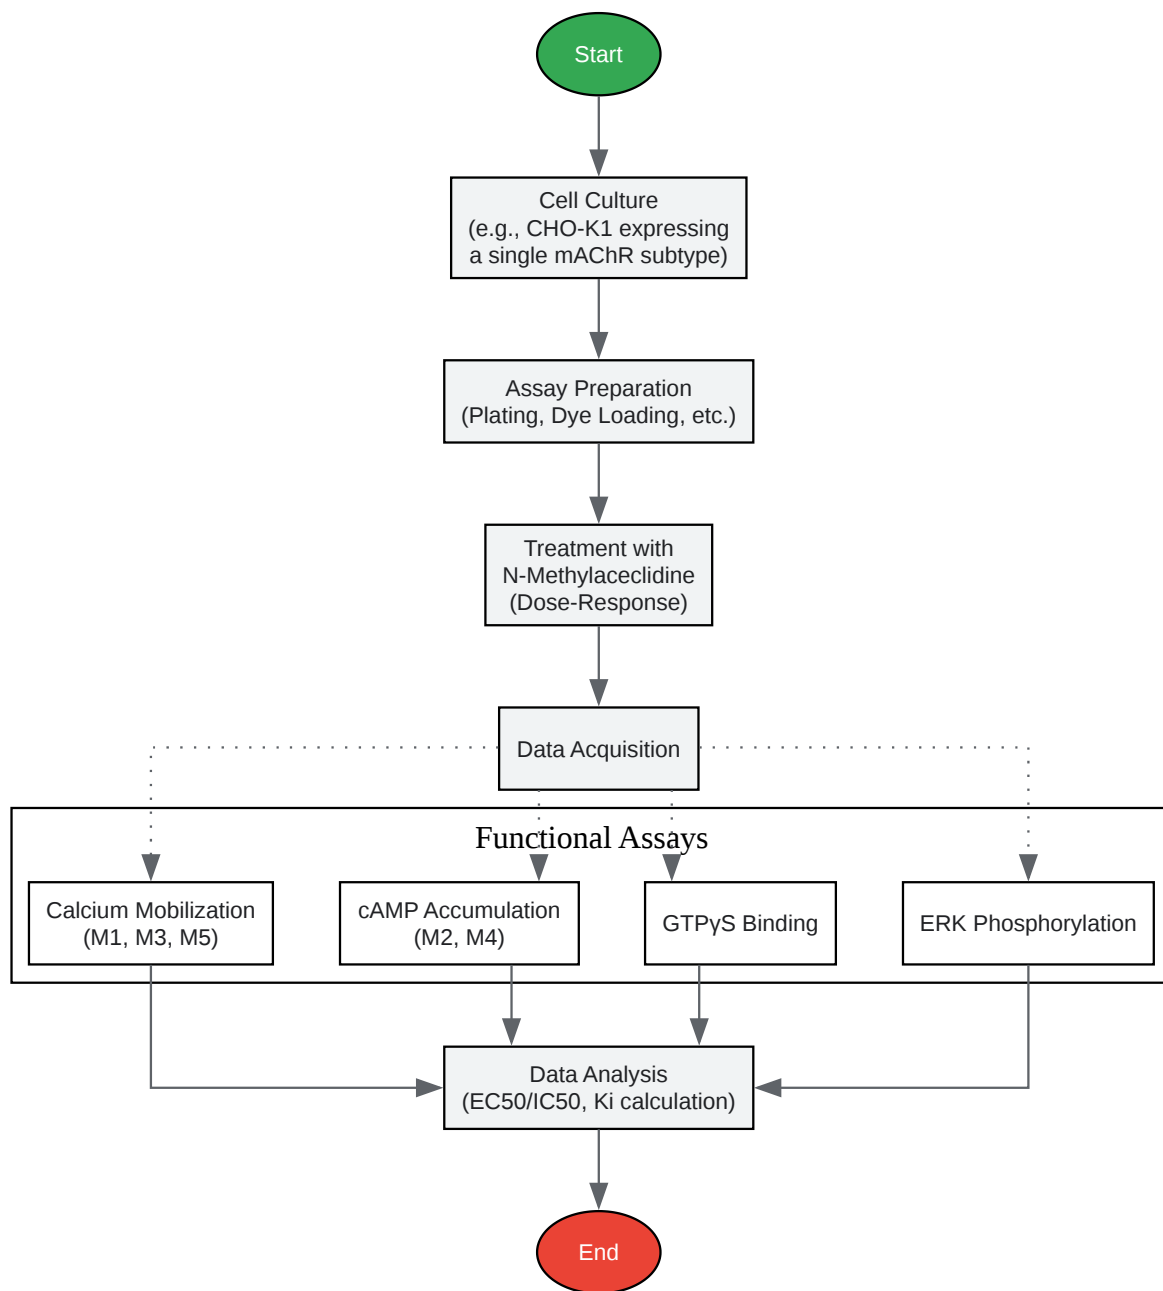 Start
Cell Culture
(e.g., CHO-K1 expressing
a single mAChR subtype)
Assay Preparation
(Plating, Dye Loading, etc.)
Treatment with
N-Methylaceclidine
(Dose-Response)
Data Acquisition
Functional Assays
Calcium Mobilization
(M1, M3, M5)
cAMP Accumulation
(M2, M4)
GTPγS Binding
ERK Phosphorylation
Data Analysis
(EC50/IC50, Ki calculation)
End